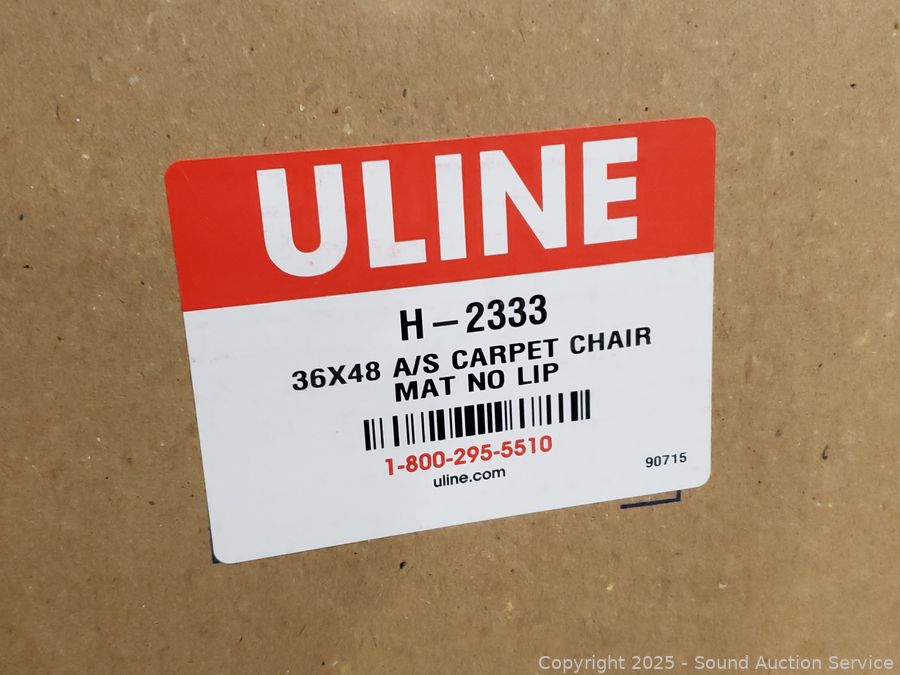 ULINE
H-2333
36X48 A/S CARPET CHAIR
MAT NO LIP
1-800-295-5510
uline.com
90715
Copyright © 2025 - Sound Auction Service